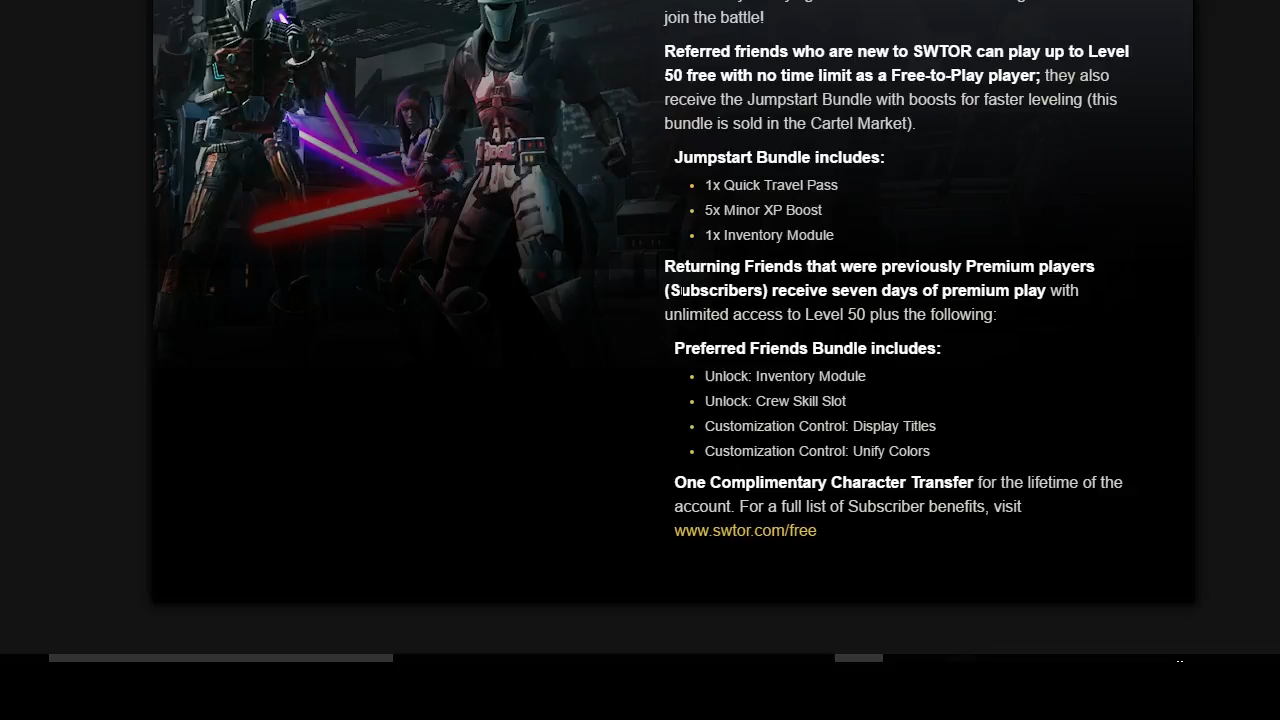 join the battle!
Referred friends who are new to SWTOR can play up to Level
50 free with no time limit as a Free-to-Play player; they also
receive the Jumpstart Bundle with boosts for faster leveling (this
bundle is sold in the Cartel Market).
Jumpstart Bundle includes:
1x Quick Travel Pass
5x Minor XP Boost
1x Inventory Module
Returning Friends that were previously Premium players
(Subscribers) receive seven days of premium play with
unlimited access to Level 50 plus the following:
Preferred Friends Bundle includes:
Unlock: Inventory Module
Unlock: Crew Skill Slot
Customization Control: Display Titles
Customization Control: Unify Colors
One Complimentary Character Transfer for the lifetime of the
account. For a full list of Subscriber benefits, visit
www.swtor.com/free